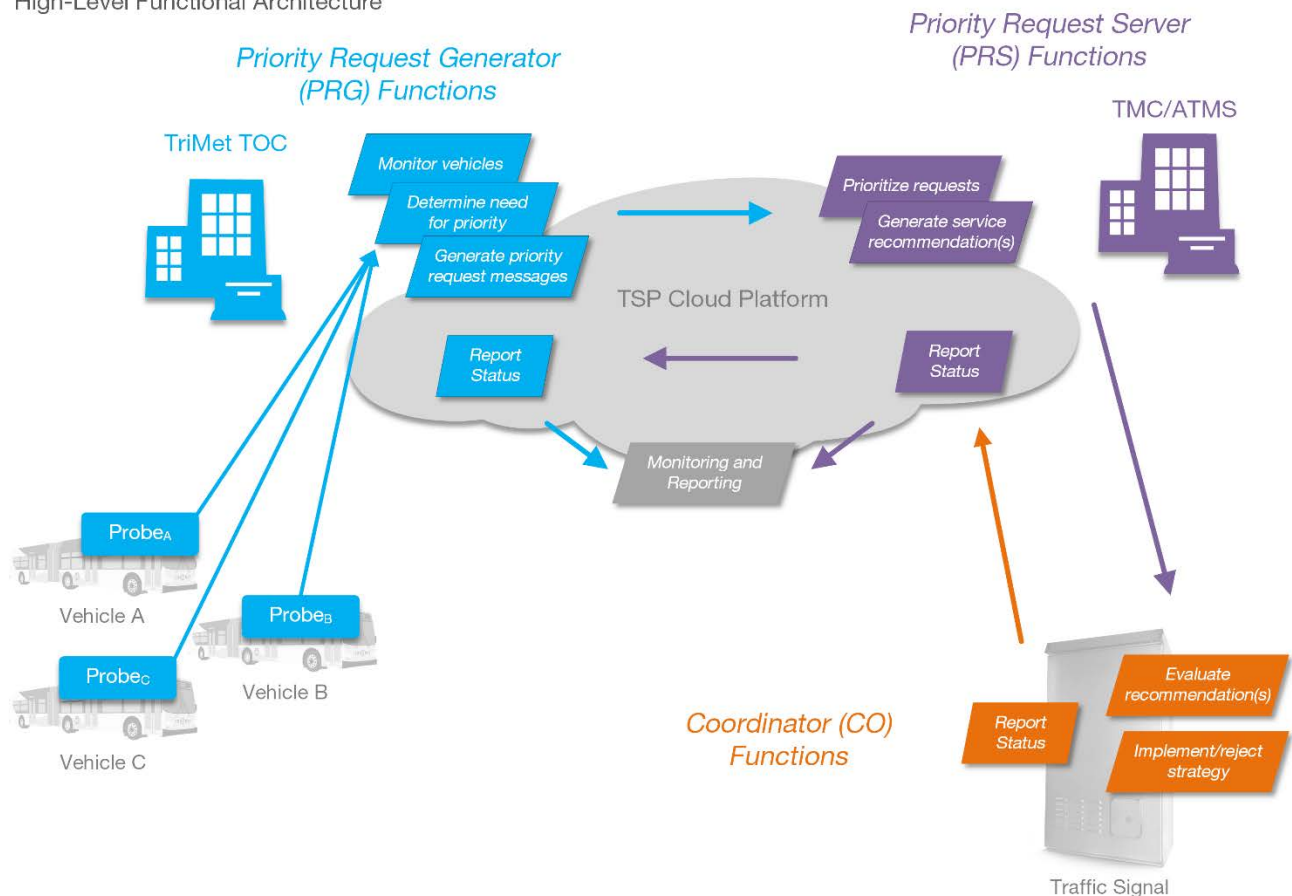 High-Level Functional Architecture
Priority Request Generator
(PRG) Functions
Priority Request Server
(PRS) Functions
TriMet TOC
TMC/ATMS
Monitor vehicles
Determine need
for priority
Generate priority
request messages
Prioritize requests
Generate service
recommendation(s)
TSP Cloud Platform
Report
Status
Report
Status
Monitoring and
Reporting
ProbeA
Vehicle A
ProbeB
Vehicle B
ProbeC
Vehicle C
Coordinator (CO)
Functions
Report
Status
Evaluate
recommendation(s)
Implement/reject
strategy
Traffic Signal